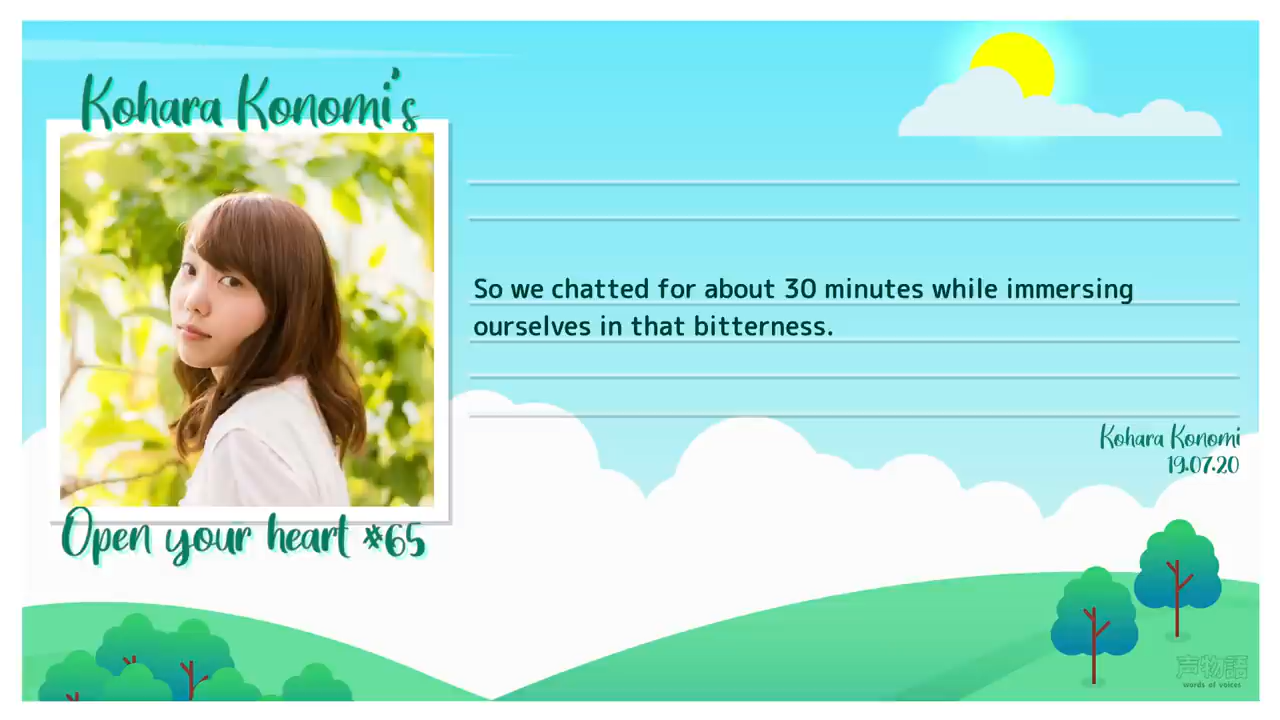 Kohara Konomi's
So we chatted for about 30 minutes while immersing
ourselves in that bitterness.
Kohara Konomi
19.07.20
Open your heart #65
声物語
words of voices